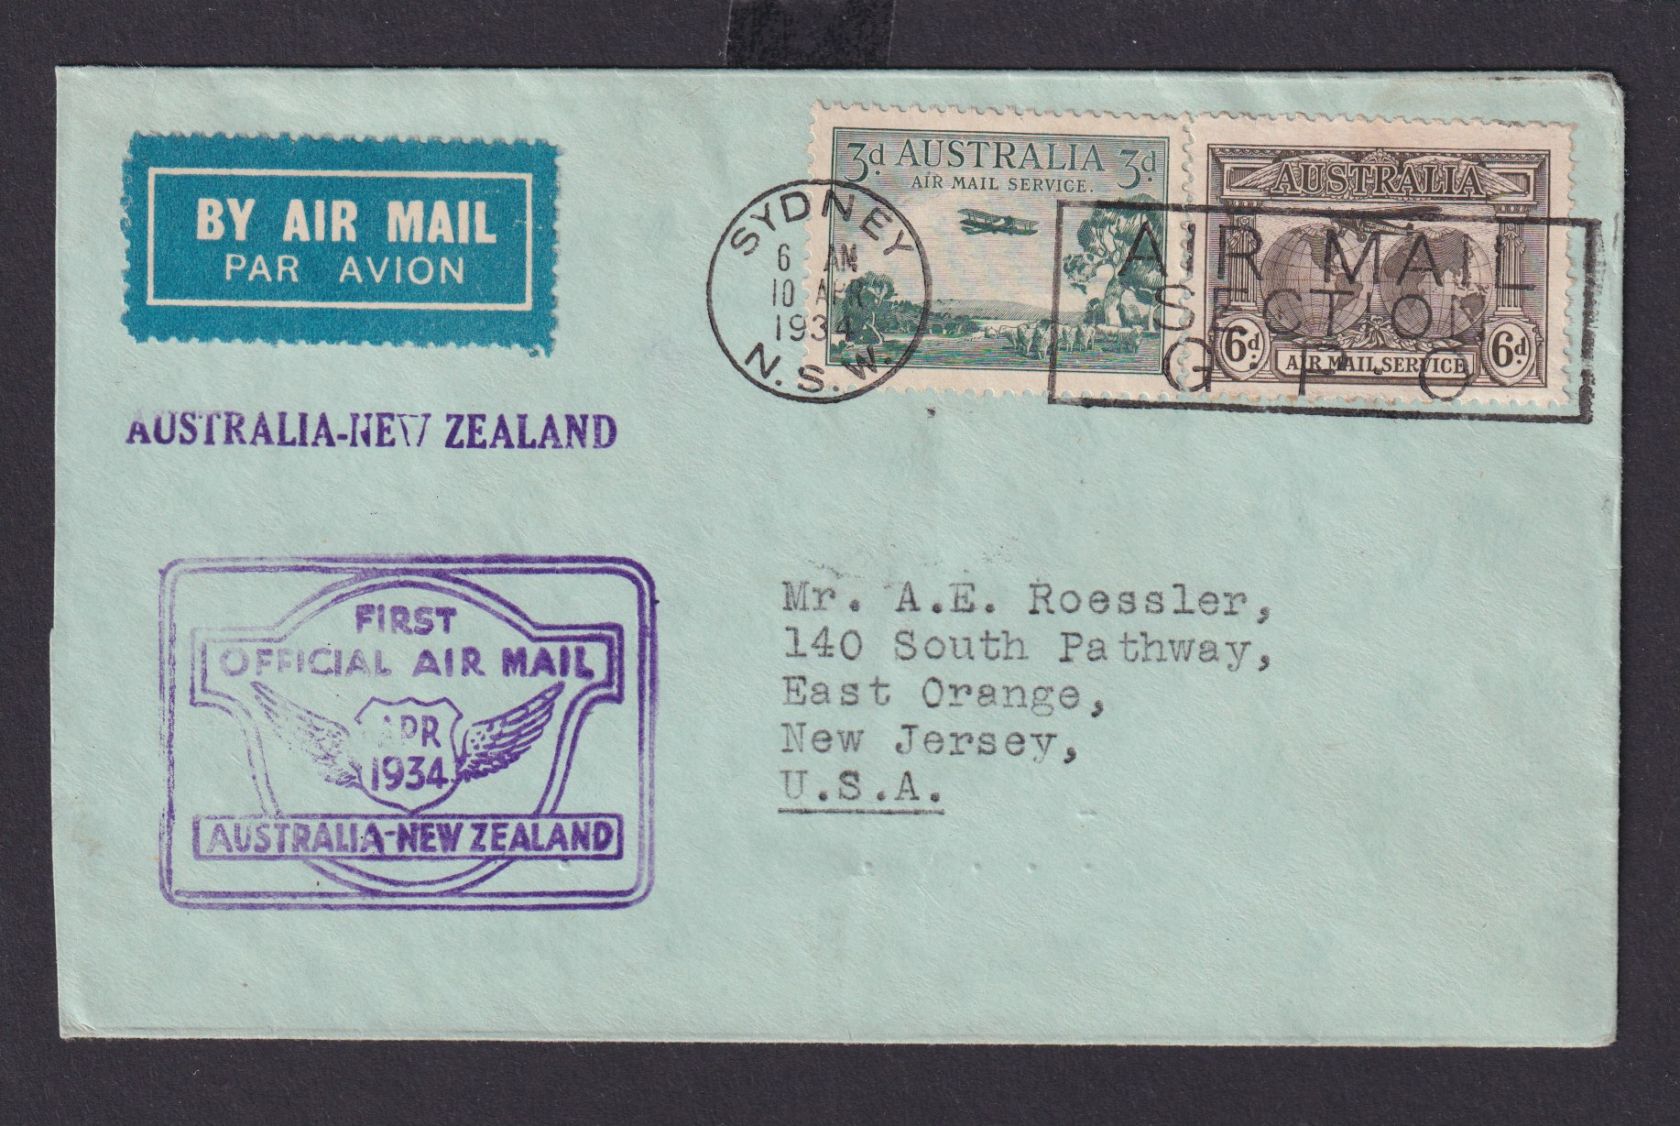 BY AIR MAIL
PAR AVION
3d AUSTRALIA 3d
AIR MAIL SERVICE.
AUSTRALIA
6d AIR MAIL SERVICE 6d
SYDNEY
6 AM
10 APR
1934
N.S.W.
AIR MAIL
SECTION
G.P.O
AUSTRALIA-NEW ZEALAND
FIRST
OFFICIAL AIR MAIL
APR
1934
AUSTRALIA-NEW ZEALAND
Mr. A.E. Roessler,
140 South Pathway,
East Orange,
New Jersey,
U.S.A.